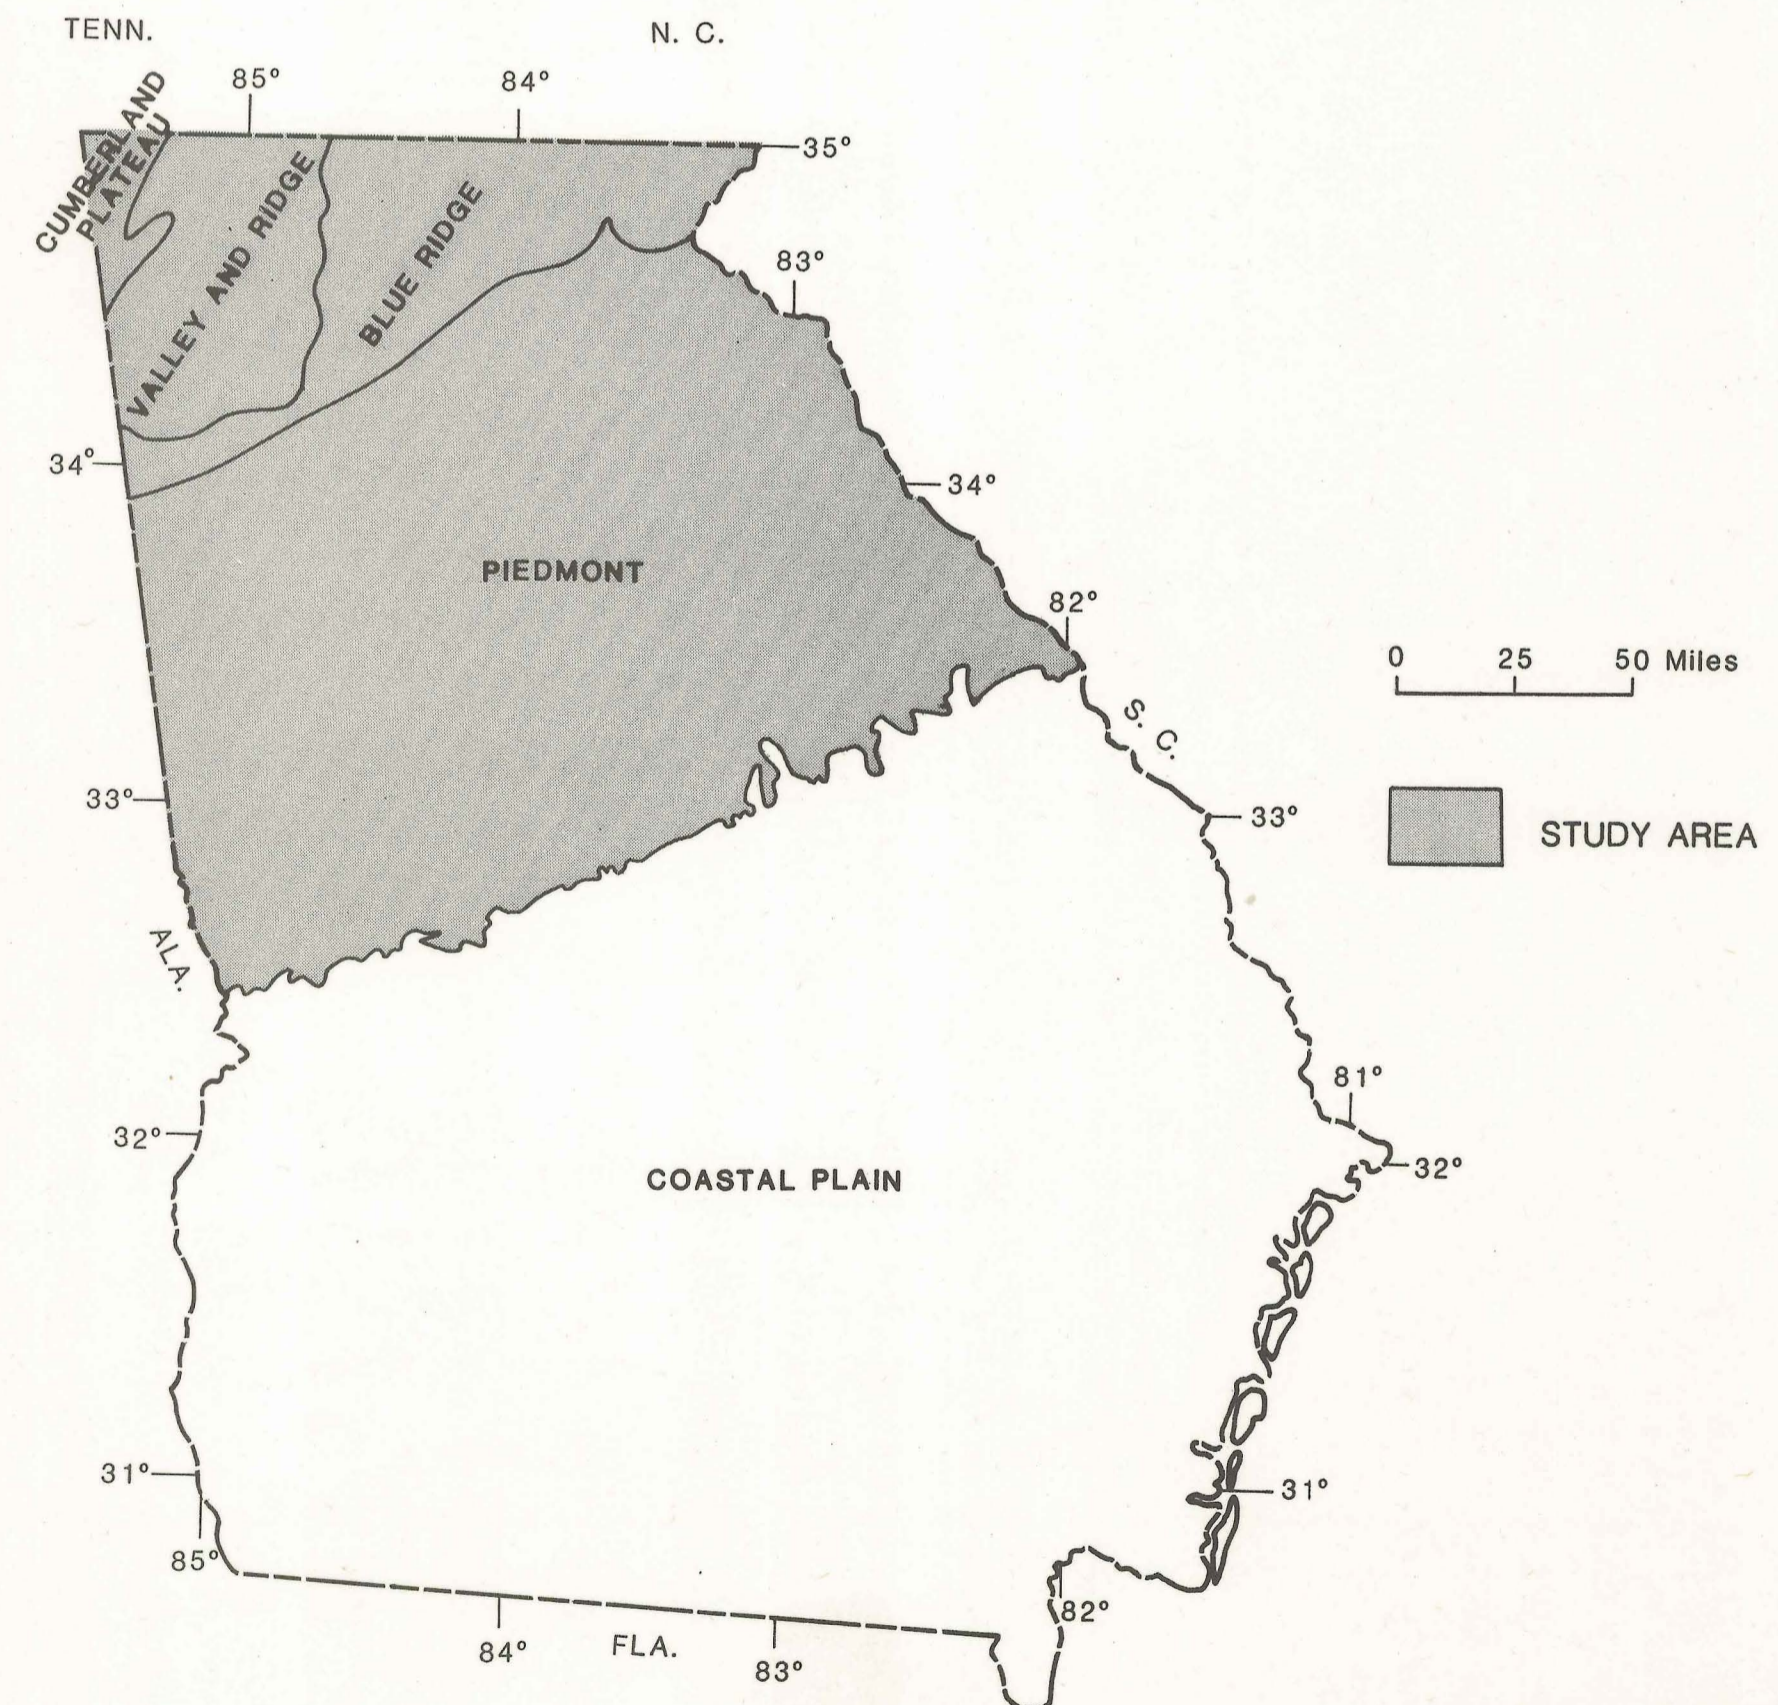 TENN.
N. C.
85°
84°
35°
CUMBERLAND
PLATEAU
VALLEY AND RIDGE
BLUE RIDGE
83°
34°
34°
PIEDMONT
82°
0 25 50 Miles
S. C.
33°
33°
STUDY AREA
ALA.
81°
32°
32°
COASTAL PLAIN
31°
31°
85°
82°
84°
FLA.
83°